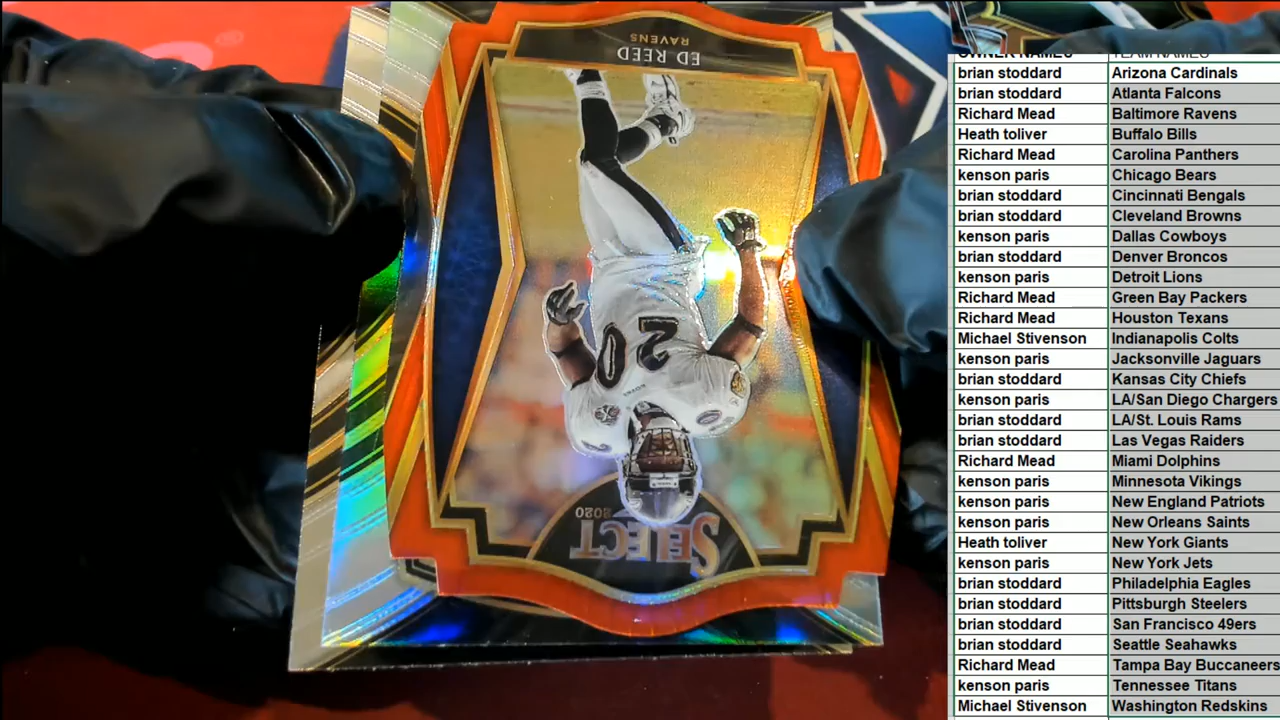 ED REED
RAVENS
20
SELECT
2020
OWNER NAMES TEAM NAMES
brian stoddard Arizona Cardinals
brian stoddard Atlanta Falcons
Richard Mead Baltimore Ravens
Heath toliver Buffalo Bills
Richard Mead Carolina Panthers
kenson paris Chicago Bears
brian stoddard Cincinnati Bengals
brian stoddard Cleveland Browns
kenson paris Dallas Cowboys
brian stoddard Denver Broncos
kenson paris Detroit Lions
Richard Mead Green Bay Packers
Richard Mead Houston Texans
Michael Stivenson Indianapolis Colts
kenson paris Jacksonville Jaguars
brian stoddard Kansas City Chiefs
kenson paris LA/San Diego Chargers
brian stoddard LA/St. Louis Rams
brian stoddard Las Vegas Raiders
Richard Mead Miami Dolphins
kenson paris Minnesota Vikings
kenson paris New England Patriots
kenson paris New Orleans Saints
Heath toliver New York Giants
kenson paris New York Jets
brian stoddard Philadelphia Eagles
brian stoddard Pittsburgh Steelers
brian stoddard San Francisco 49ers
brian stoddard Seattle Seahawks
Richard Mead Tampa Bay Buccaneers
kenson paris Tennessee Titans
Michael Stivenson Washington Redskins